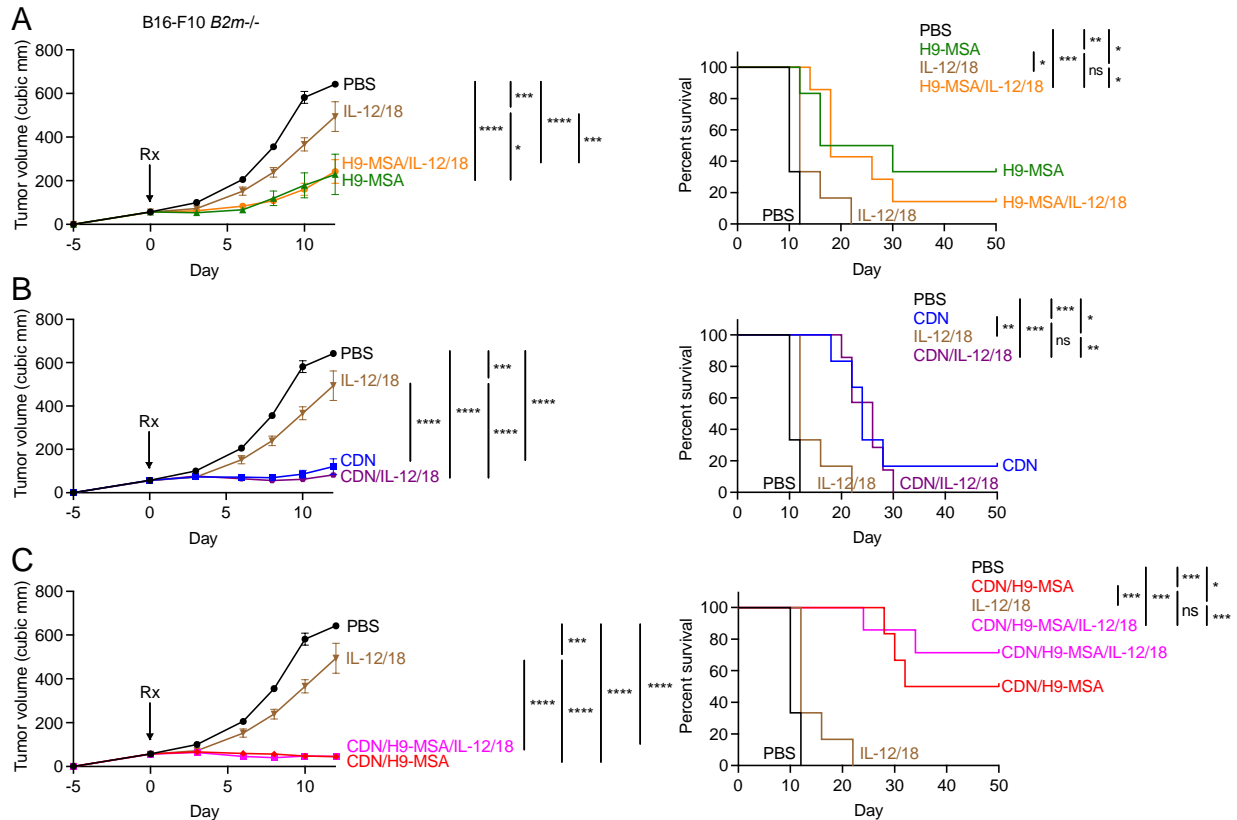 A
B16-F10 B2m-/-
Tumor volume (cubic mm)
800
600
400
200
0
-5
0
5
10
Day
Rx
PBS
IL-12/18
H9-MSA/IL-12/18
H9-MSA
****
***
*
****
***
Percent survival
100
80
60
40
20
0
0
10
20
30
40
50
Day
PBS
H9-MSA
IL-12/18
H9-MSA/IL-12/18
*
***
**
ns
*
*
H9-MSA
H9-MSA/IL-12/18
PBS
IL-12/18
B
Tumor volume (cubic mm)
800
600
400
200
0
-5
0
5
10
Day
Rx
PBS
IL-12/18
CDN
CDN/IL-12/18
****
****
***
****
****
Percent survival
100
80
60
40
20
0
0
10
20
30
40
50
Day
PBS
CDN
IL-12/18
CDN/IL-12/18
**
***
***
ns
*
**
CDN
PBS
IL-12/18
CDN/IL-12/18
C
Tumor volume (cubic mm)
800
600
400
200
0
-5
0
5
10
Day
Rx
PBS
IL-12/18
CDN/H9-MSA/IL-12/18
CDN/H9-MSA
****
***
****
****
****
Percent survival
100
80
60
40
20
0
0
10
20
30
40
50
Day
PBS
CDN/H9-MSA
IL-12/18
CDN/H9-MSA/IL-12/18
***
***
***
ns
*
***
CDN/H9-MSA/IL-12/18
CDN/H9-MSA
PBS
IL-12/18